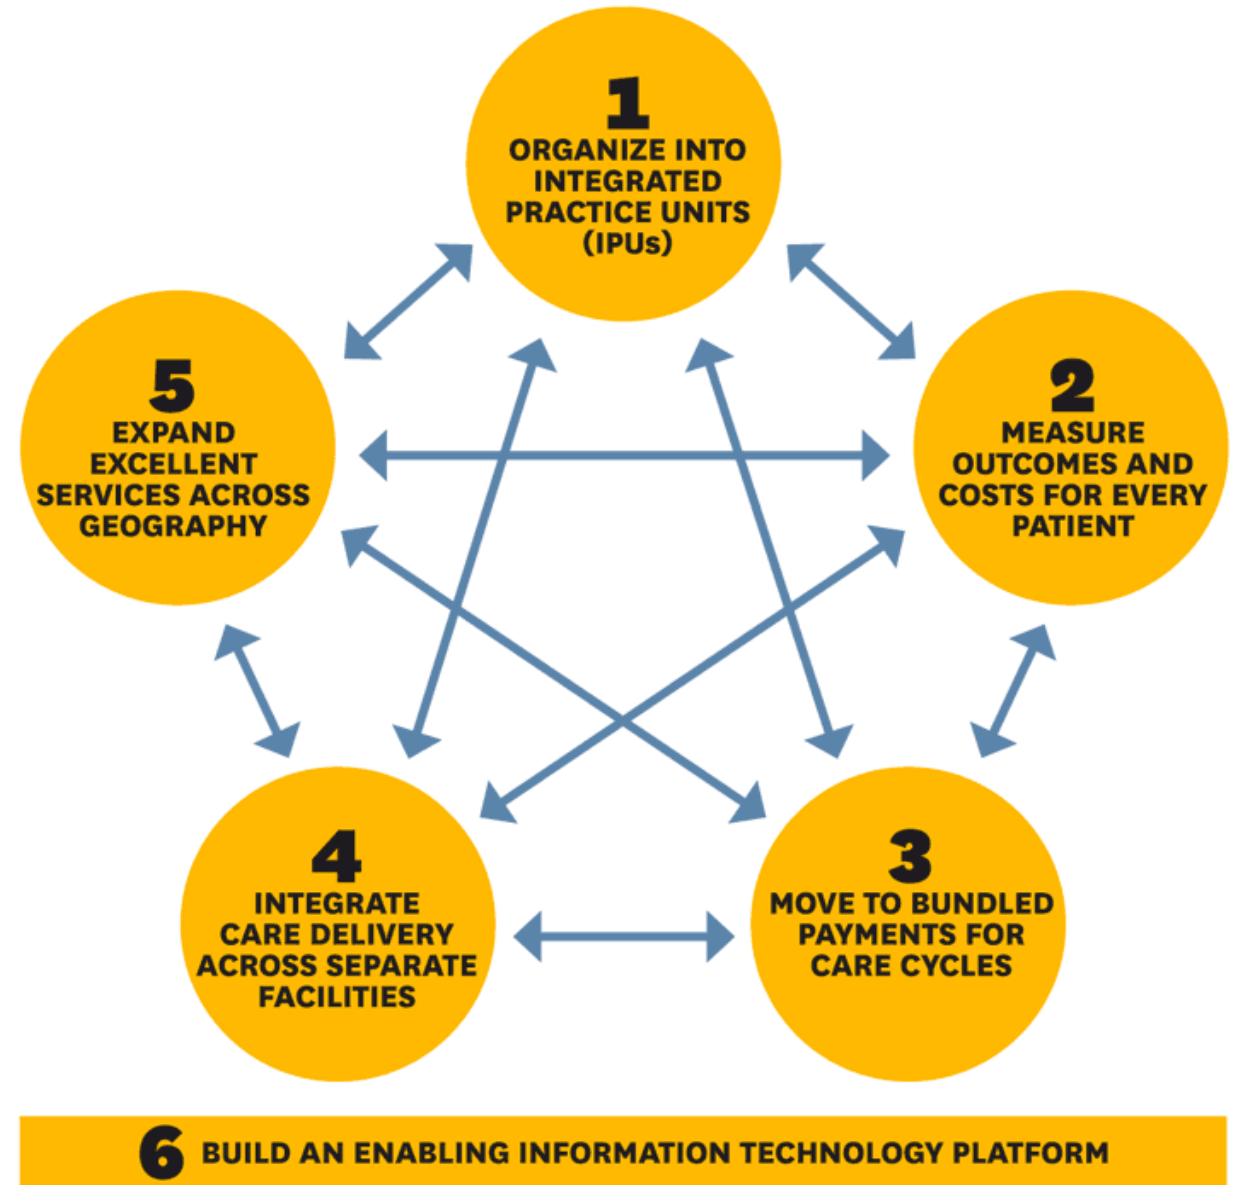 1
ORGANIZE INTO
INTEGRATED
PRACTICE UNITS
(IPUs)
2
MEASURE
OUTCOMES AND
COSTS FOR EVERY
PATIENT
3
MOVE TO BUNDLED
PAYMENTS FOR
CARE CYCLES
4
INTEGRATE
CARE DELIVERY
ACROSS SEPARATE
FACILITIES
5
EXPAND
EXCELLENT
SERVICES ACROSS
GEOGRAPHY
6 BUILD AN ENABLING INFORMATION TECHNOLOGY PLATFORM